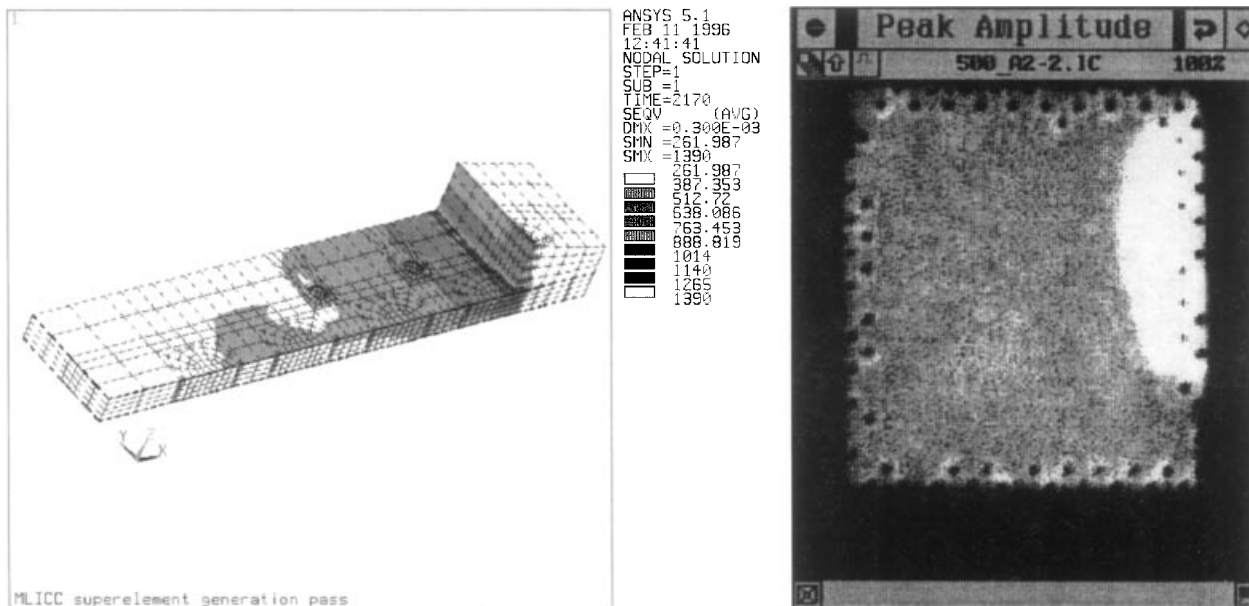 1
ANSYS 5.1
FEB 11 1996
12:41:41
NODAL SOLUTION
STEP=1
SUB =1
TIME=2170
SEQV (AVG)
DMX =0.300E-03
SMN =261.987
SMX =1390
261.987
387.353
512.72
638.086
763.453
888.819
1014
1140
1265
1390
Y Z X
MLICC superelement generation pass
Peak Amplitude
500_A2-2.IC 100%